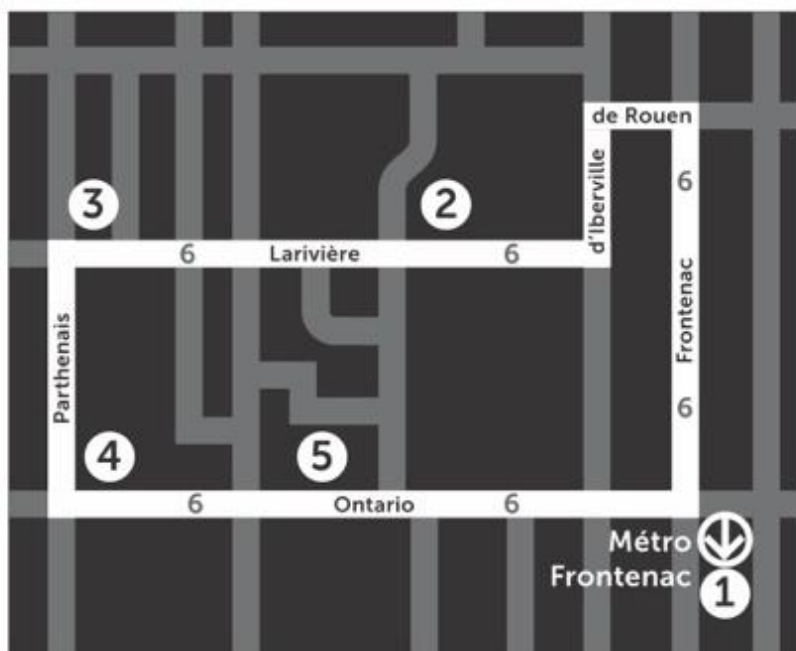 de Rouen
d'Iberville
6
3
2
6
Larivière
6
Frontenac
Parthenais
6
4
5
6
Ontario
6
Métro
Frontenac
1